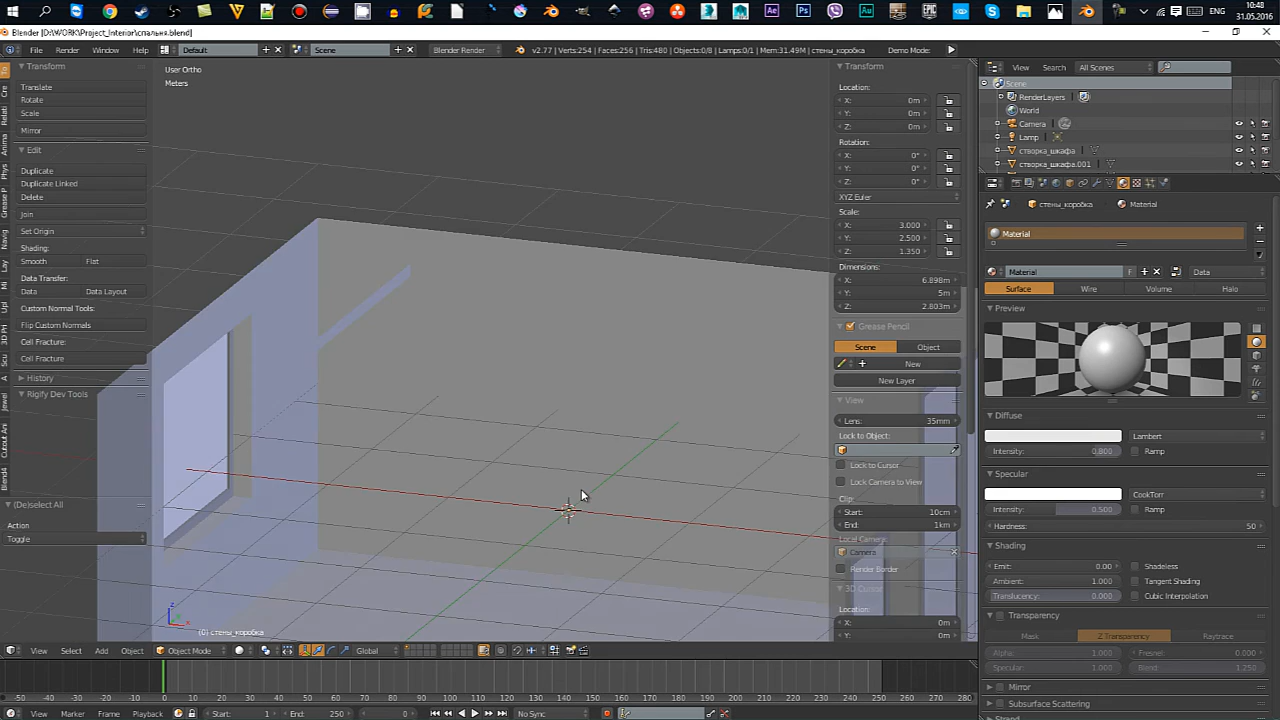 10:48
ENG
31.05.2016
Blender [D:\WORK\Project_Interior\спальня.blend]
File Render Window Help Default Scene Blender Render v2.77 | Verts:254 | Faces:256 | Tris:480 | Objects:0/8 | Lamps:0/1 | Mem:31.49M | стены_коробка Demo Mode:
Transform
Translate
Rotate
Scale
Mirror
Edit
Duplicate
Duplicate Linked
Delete
Join
Set Origin
Shading:
Smooth Flat
Data Transfer:
Data Data Layout
Custom Normal Tools:
Flip Custom Normals
Cell Fracture:
Cell Fracture
History
Rigify Dev Tools
(De)select All
Action
Toggle
User Ortho
Meters
(0) стены_коробка
Transform
Location:
X: 0m
Y: 0m
Z: 0m
Rotation:
X: 0°
Y: 0°
Z: 0°
XYZ Euler
Scale:
X: 3.000
Y: 2.500
Z: 1.350
Dimensions:
X: 6.898m
Y: 5m
Z: 2.803m
Grease Pencil
Scene Object
New
New Layer
View
Lens: 35mm
Lock to Object:
Lock to Cursor
Lock Camera to View
Clip:
Start: 10cm
End: 1km
Local Camera:
Camera
Render Border
3D Cursor
Location:
X: 0m
Y: 0m
View Search All Scenes
Scene
RenderLayers
World
Camera
Lamp
створка_шкафа
створка_шкафа.001
стены_коробка Material
Material
Material F Data
Surface Wire Volume Halo
Preview
Diffuse
Lambert
Intensity: 0.800 Ramp
Specular
CookTorr
Intensity: 0.500 Ramp
Hardness: 50
Shading
Emit: 0.00 Shadeless
Ambient: 1.000 Tangent Shading
Translucency: 0.000 Cubic Interpolation
Transparency
Mask Z Transparency Raytrace
Alpha: 1.000 Fresnel: 0.000
Specular: 1.000 Blend: 1.250
Mirror
Subsurface Scattering
View Select Add Object Object Mode Global
-50 -40 -30 -20 -10 0 10 20 30 40 50 60 70 80 90 100 110 120 130 140 150 160 170 180 190 200 210 220 230 240 250 260 270 280
View Marker Frame Playback Start: 1 End: 250 0 No Sync